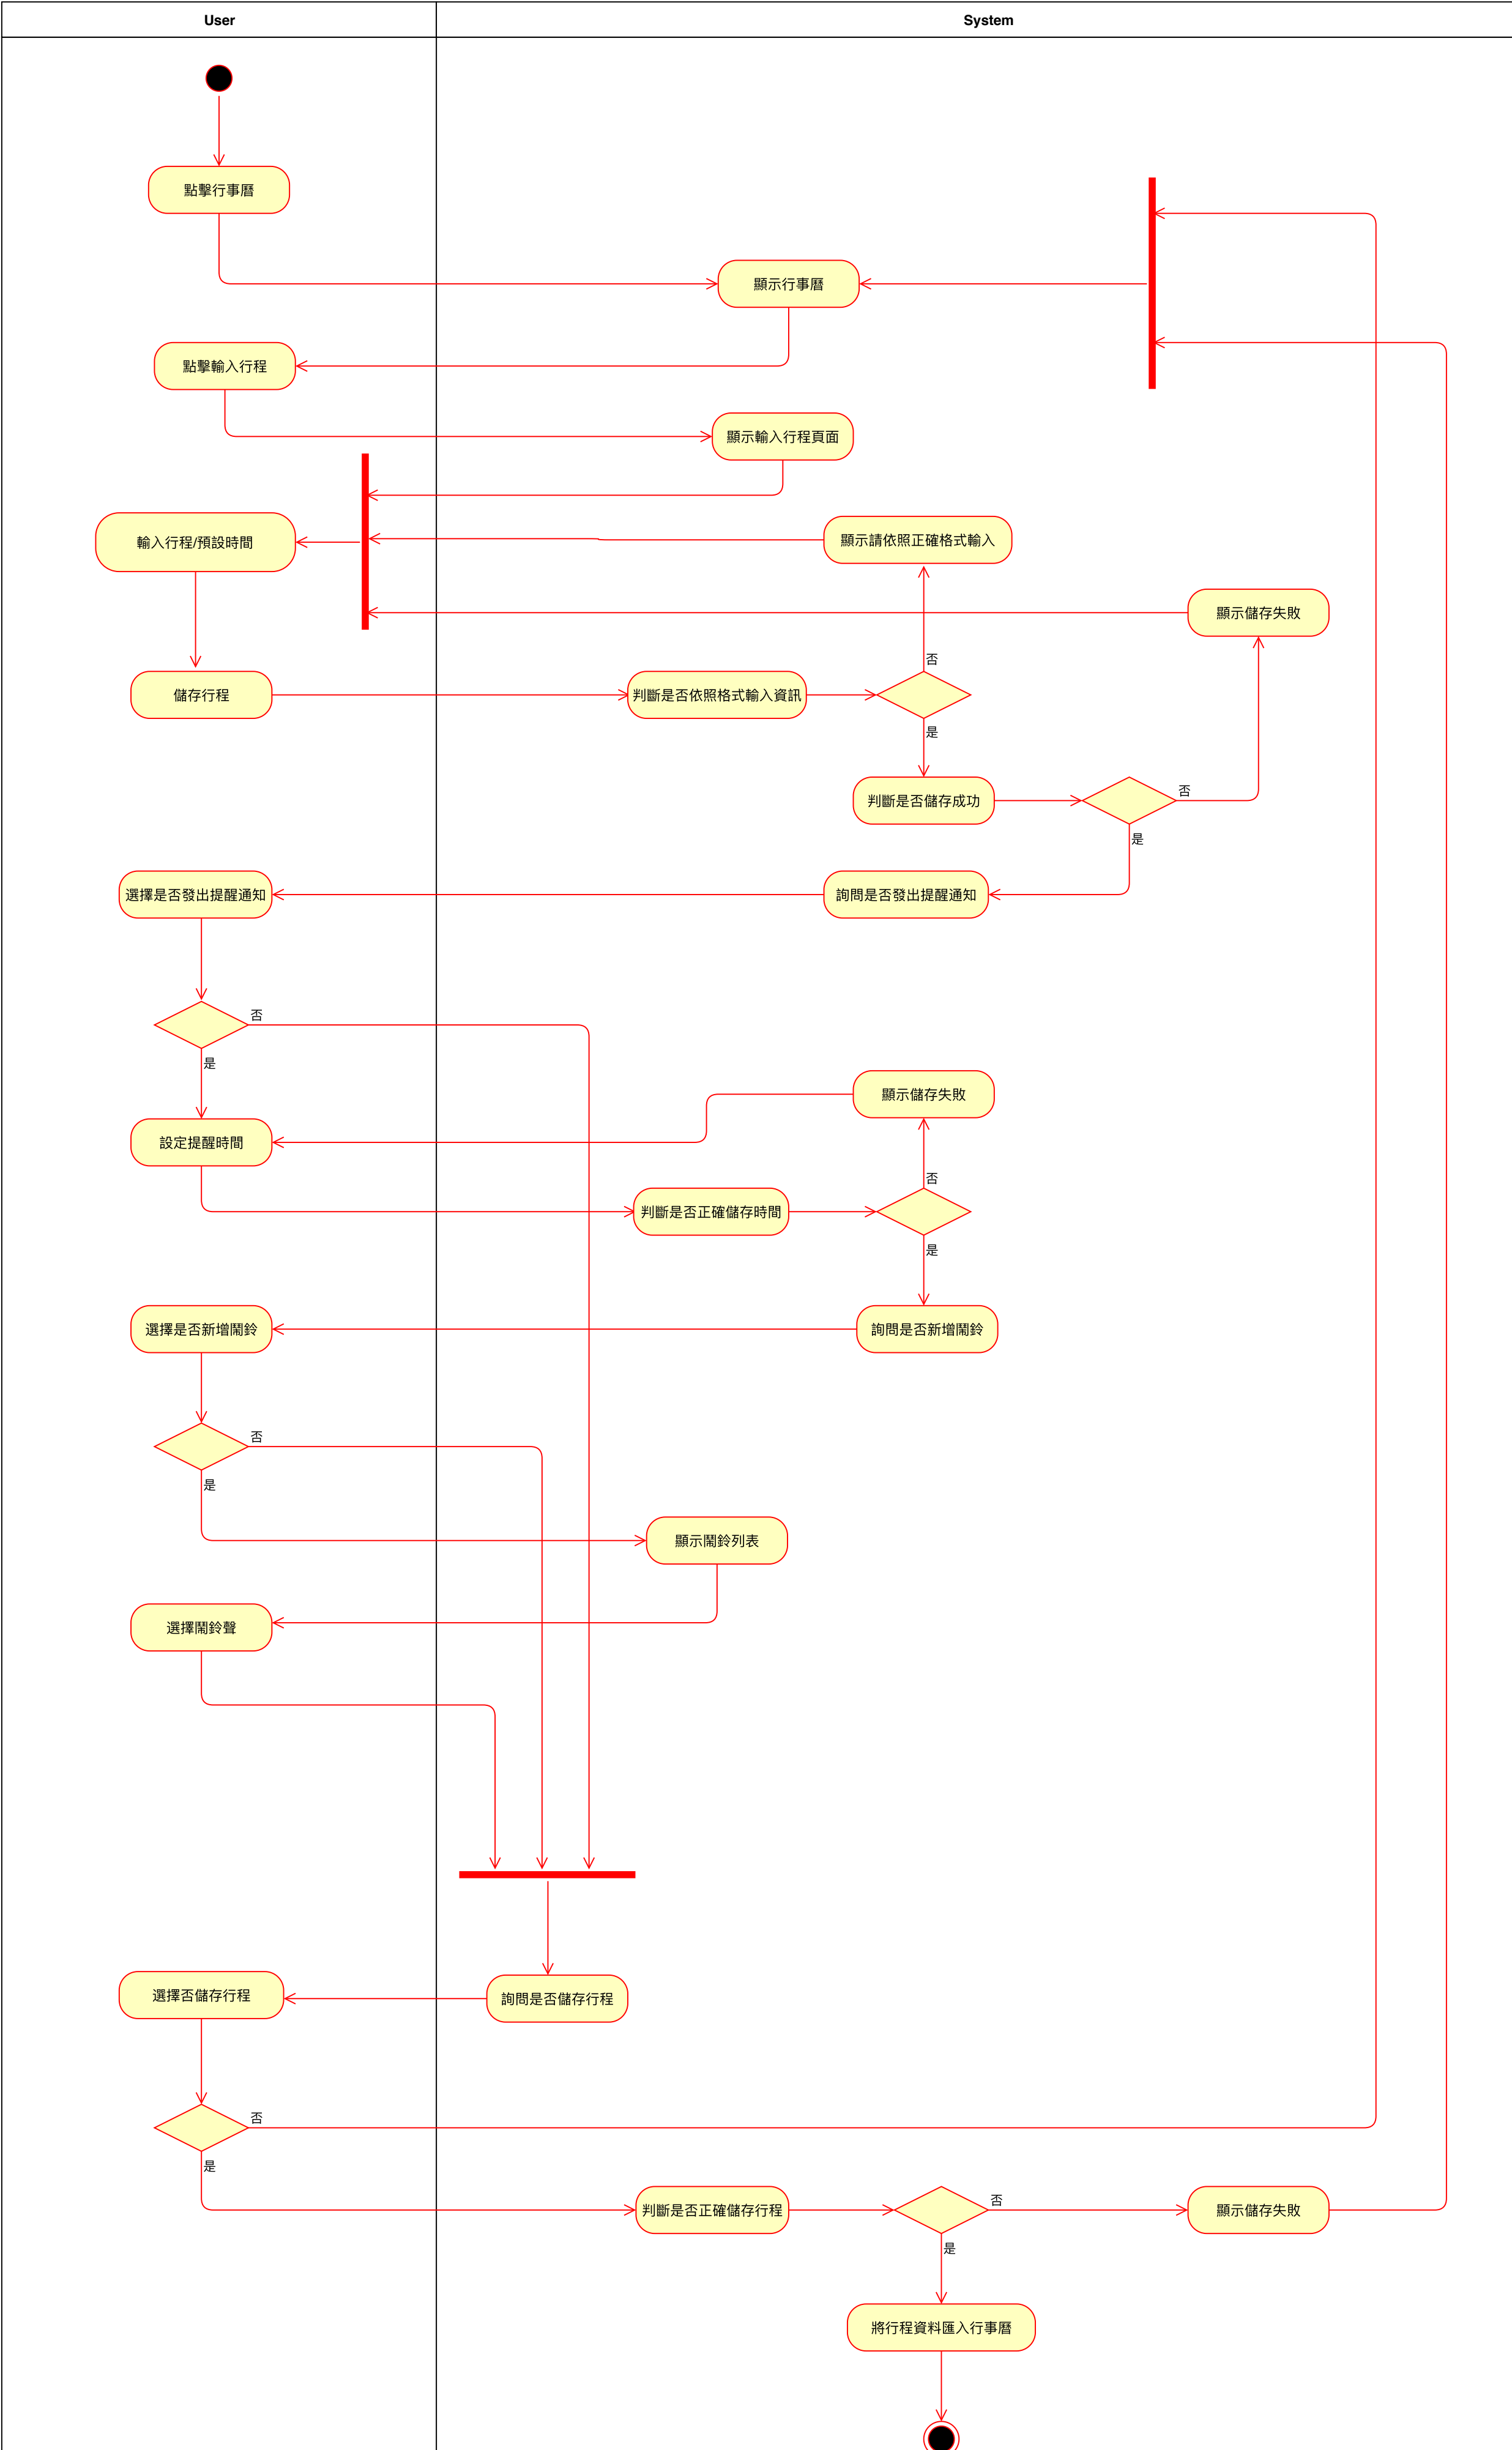 User
System
點擊行事曆
顯示行事曆
點擊輸入行程
顯示輸入行程頁面
輸入行程/預設時間
顯示請依照正確格式輸入
顯示儲存失敗
否
儲存行程
判斷是否依照格式輸入資訊
是
判斷是否儲存成功
否
是
選擇是否發出提醒通知
詢問是否發出提醒通知
否
是
顯示儲存失敗
設定提醒時間
否
判斷是否正確儲存時間
是
選擇是否新增鬧鈴
詢問是否新增鬧鈴
否
是
顯示鬧鈴列表
選擇鬧鈴聲
選擇否儲存行程
詢問是否儲存行程
否
是
判斷是否正確儲存行程
否
顯示儲存失敗
是
將行程資料匯入行事曆